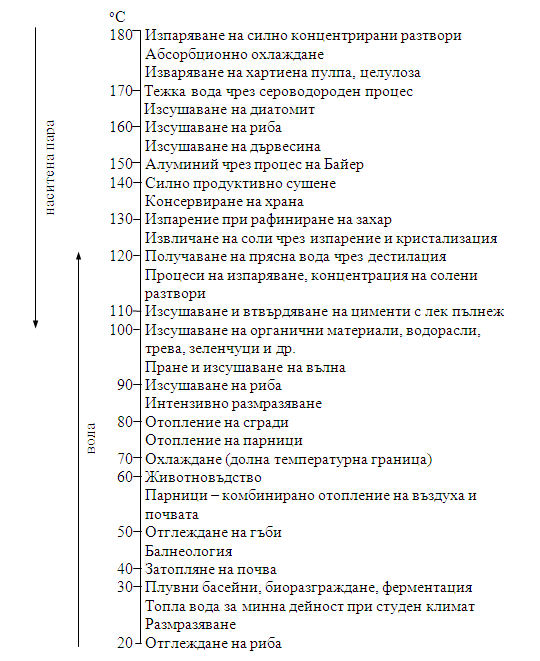 °C
180 Изпаряване на силно концентрирани разтвори
Абсорбционно охлаждане
Изваряване на хартиена пулпа, целулоза
170 Тежка вода чрез сероводороден процес
Изсушаване на диатомит
160 Изсушаване на риба
Изсушаване на дървесина
150 Алуминий чрез процес на Байер
140 Силно продуктивно сушене
Консервиране на храна
130 Изпарение при рафиниране на захар
Извличане на соли чрез изпарение и кристализация
120 Получаване на прясна вода чрез дестилация
Процеси на изпаряване, концентрация на солени
разтвори
110 Изсушаване и втвърдяване на цименти с лек пълнеж
100 Изсушаване на органични материали, водорасли,
трева, зеленчуци и др.
Пране и изсушаване на вълна
90 Изсушаване на риба
Интензивно размразяване
80 Отопление на сгради
Отопление на парници
70 Охлаждане (долна температурна граница)
60 Животновъдство
Парници – комбинирано отопление на въздуха и
почвата
50 Отглеждане на гъби
Балнеология
40 Затопляне на почва
30 Плувни басейни, биоразграждане, ферментация
Топла вода за минна дейност при студен климат
Размразяване
20 Отглеждане на риба
наситена пара
вода